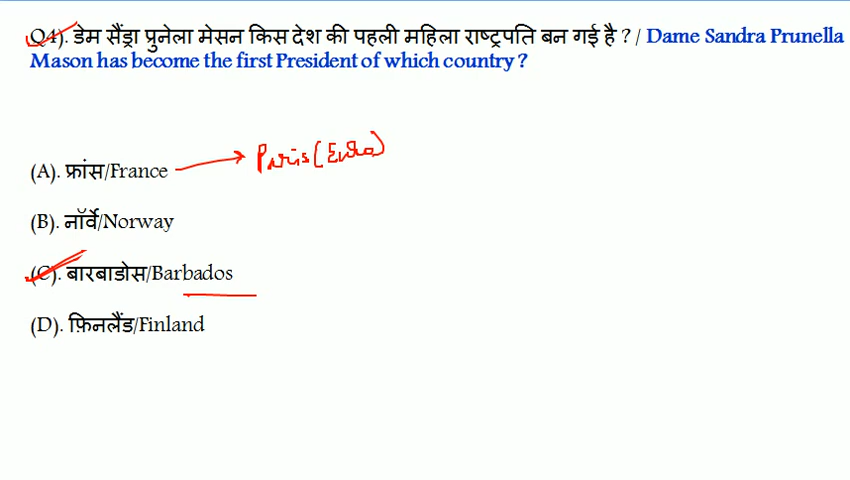 Q4). डेम सैंड्रा प्रुनेला मेसन किस देश की पहली महिला राष्ट्रपति बन गई है ? / Dame Sandra Prunella
Mason has become the first President of which country ?
(A). फ्रांस/France Paris (Euro)
(B). नॉर्वे/Norway
(C). बारबाडोस/Barbados
(D). फ़िनलैंड/Finland